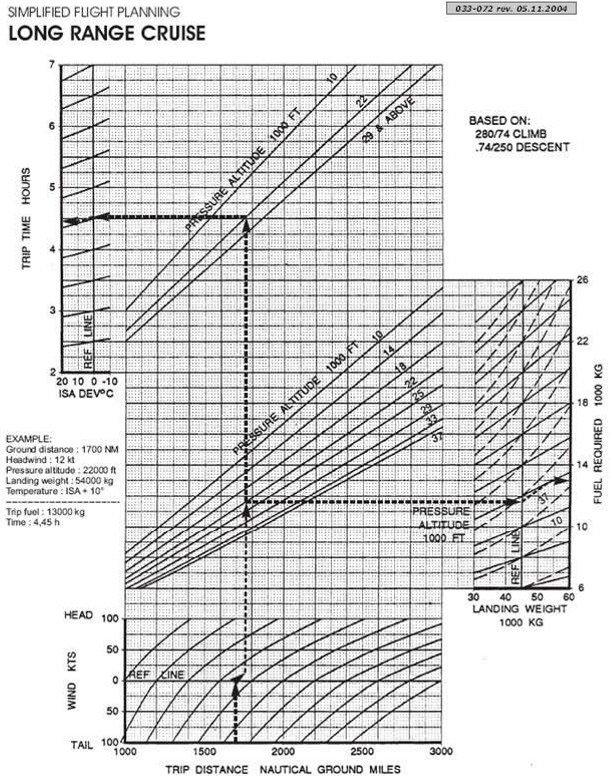 SIMPLIFIED FLIGHT PLANNING
033-072 rev. 05.11.2004
LONG RANGE CRUISE
7
6
5
4
3
2
TRIP TIME HOURS
REF LINE
20 10 0 -10
ISA DEV°C
PRESSURE ALTITUDE 1000 FT
10
22
29 & ABOVE
BASED ON:
280/74 CLIMB
.74/250 DESCENT
PRESSURE ALTITUDE 1000 FT
10
14
18
22
25
29
33
37
26
22
18
14
10
6
FUEL REQUIRED 1000 KG
PRESSURE
ALTITUDE
1000 FT
37
10
REF LINE
30 40 50 60
LANDING WEIGHT
1000 KG
EXAMPLE:
Ground distance : 1700 NM
Headwind : 12 kt
Pressure altitude : 22000 ft
Landing weight : 54000 kg
Temperature : ISA + 10°
Trip fuel : 13000 kg
Time : 4,45 h
HEAD 100
50
0
50
TAIL 100
WIND KTS
REF LINE
1000 1500 2000 2500 3000
TRIP DISTANCE NAUTICAL GROUND MILES